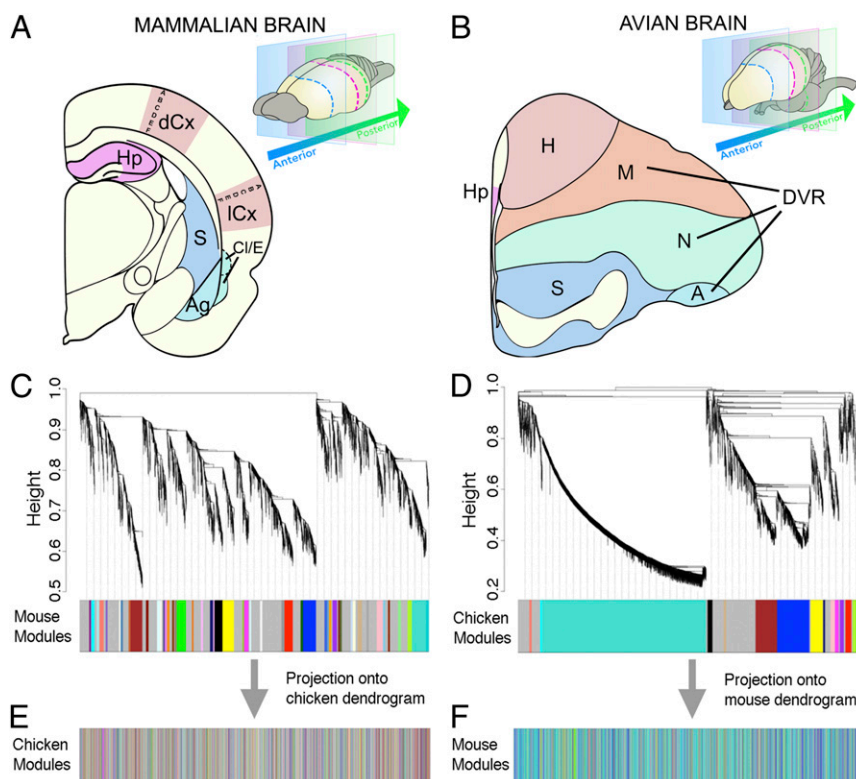 A MAMMALIAN BRAIN
Anterior
Posterior
A
B
C
D
E
F
dCx
Hp
A
B
C
D
E
F
lCx
S
Cl/E
Ag
B AVIAN BRAIN
Anterior
Posterior
H
M
Hp
DVR
N
S
A
C
Height
1.0
0.9
0.8
0.7
0.6
0.5
Mouse
Modules
Projection onto
chicken dendrogram
D
Height
1.0
0.8
0.6
0.4
0.2
Chicken
Modules
Projection onto
mouse dendrogram
E
Chicken
Modules
F
Mouse
Modules